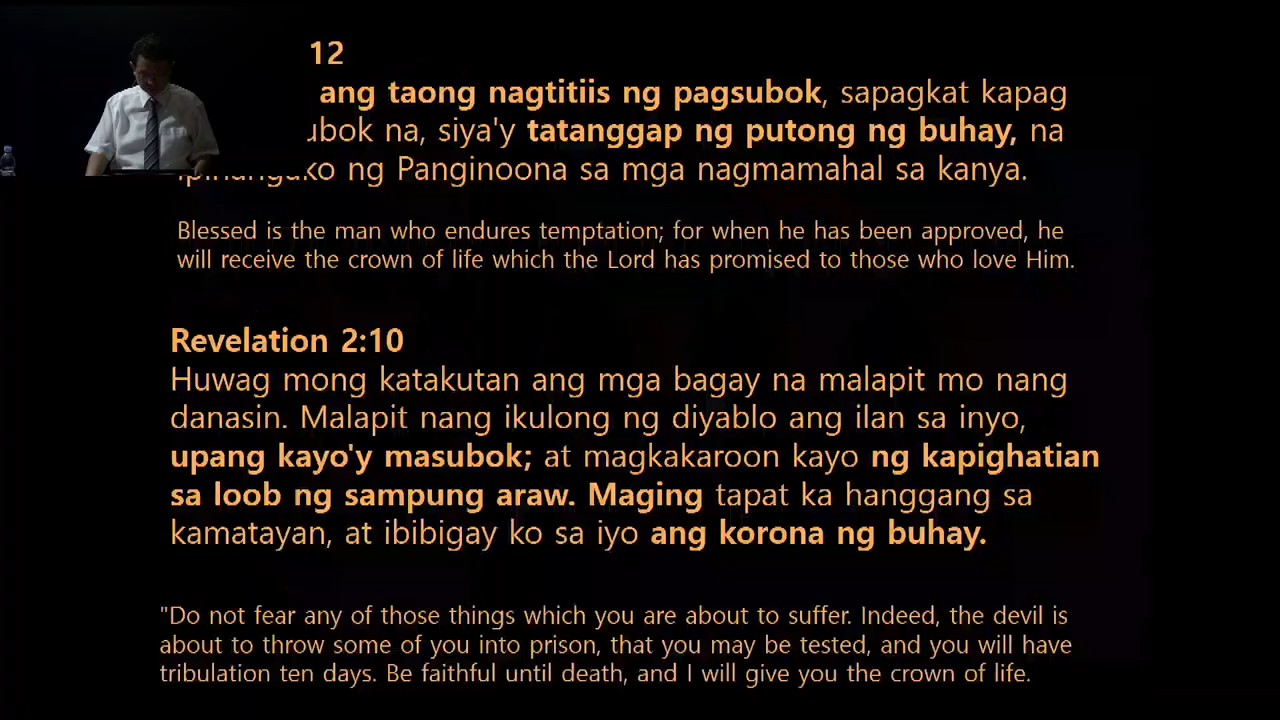 12
ang taong nagtitiis ng pagsubok, sapagkat kapag
na, siya'y tatanggap ng putong ng buhay, na
ng Panginoona sa mga nagmamahal sa kanya.
Blessed is the man who endures temptation; for when he has been approved, he
will receive the crown of life which the Lord has promised to those who love Him.
Revelation 2:10
Huwag mong katakutan ang mga bagay na malapit mo nang
danasin. Malapit nang ikulong ng diyablo ang ilan sa inyo,
upang kayo'y masubok; at magkakaroon kayo ng kapighatian
sa loob ng sampung araw. Maging tapat ka hanggang sa
kamatayan, at ibibigay ko sa iyo ang korona ng buhay.
"Do not fear any of those things which you are about to suffer. Indeed, the devil is
about to throw some of you into prison, that you may be tested, and you will have
tribulation ten days. Be faithful until death, and I will give you the crown of life.